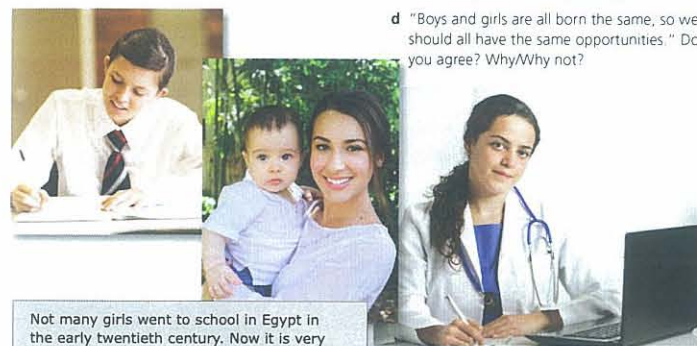 d "Boys and girls are all born the same, so we
should all have the same opportunities." Do
you agree? Why/Why not?
Not many girls went to school in Egypt in
the early twentieth century. Now it is very